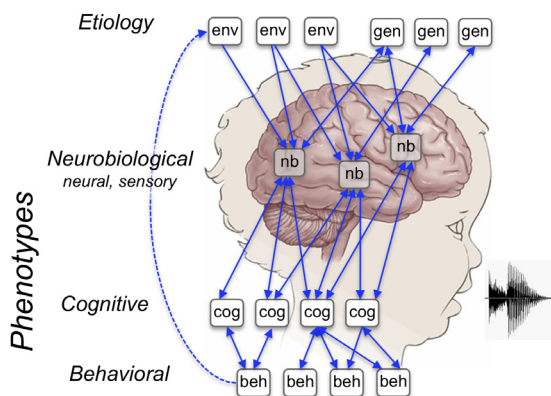 Etiology
env env env gen gen gen
Neurobiological
neural, sensory
nb nb nb
Phenotypes
Cognitive
cog cog cog cog
Behavioral
beh beh beh beh